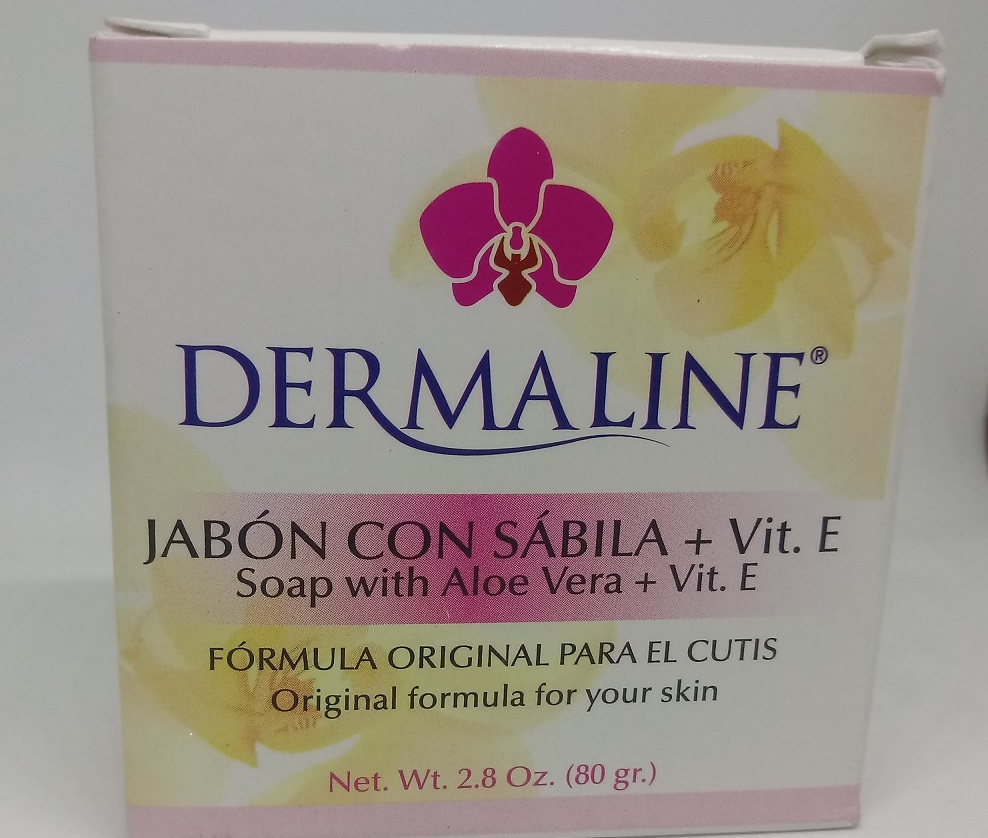 DERMALINE®
JABÓN CON SÁBILA + Vit. E
Soap with Aloe Vera + Vit. E
FÓRMULA ORIGINAL PARA EL CUTIS
Original formula for your skin
Net. Wt. 2.8 Oz. (80 gr.)